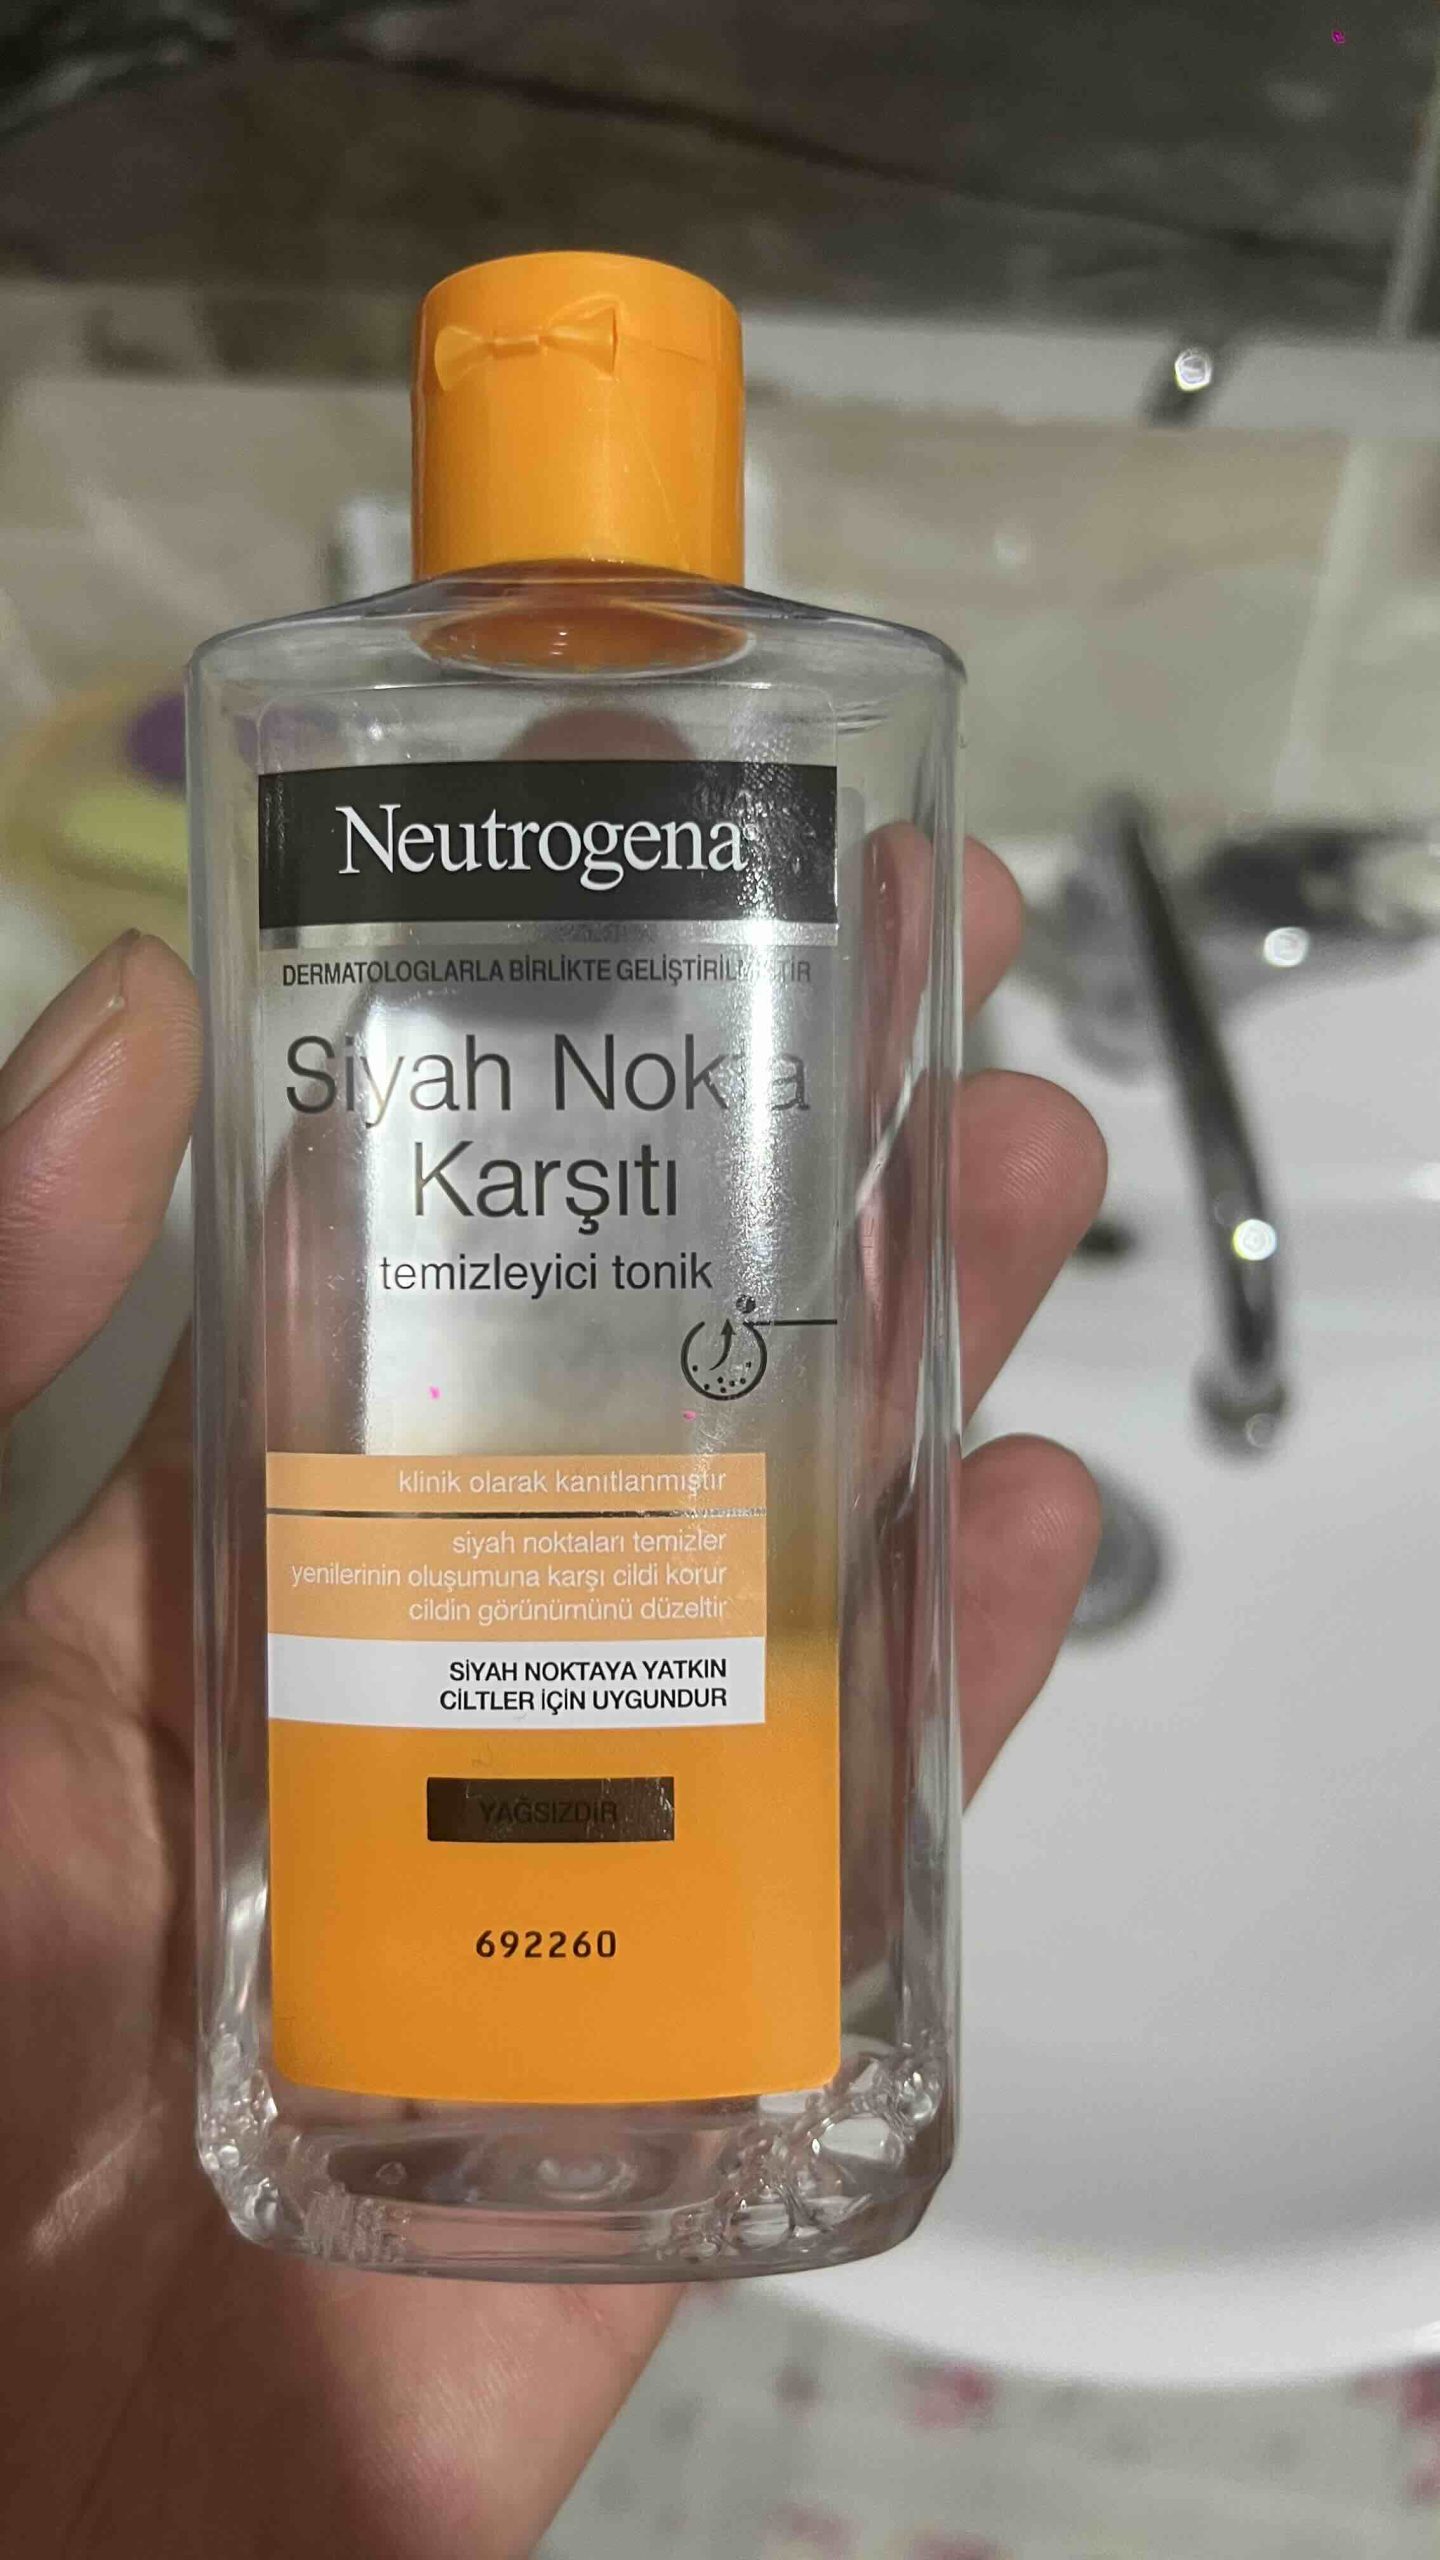 Neutrogena
DERMATOLOGLARLA BİRLİKTE GELİŞTİRİLMİŞTİR
Siyah Nokta
Karşıtı
temizleyici tonik
klinik olarak kanıtlanmıştır
siyah noktaları temizler
yenilerinin oluşumuna karşı cildi korur
cildin görünümünü düzeltir
SİYAH NOKTAYA YATKIN
CİLTLER İÇİN UYGUNDUR
YAĞSIZDIR
692260